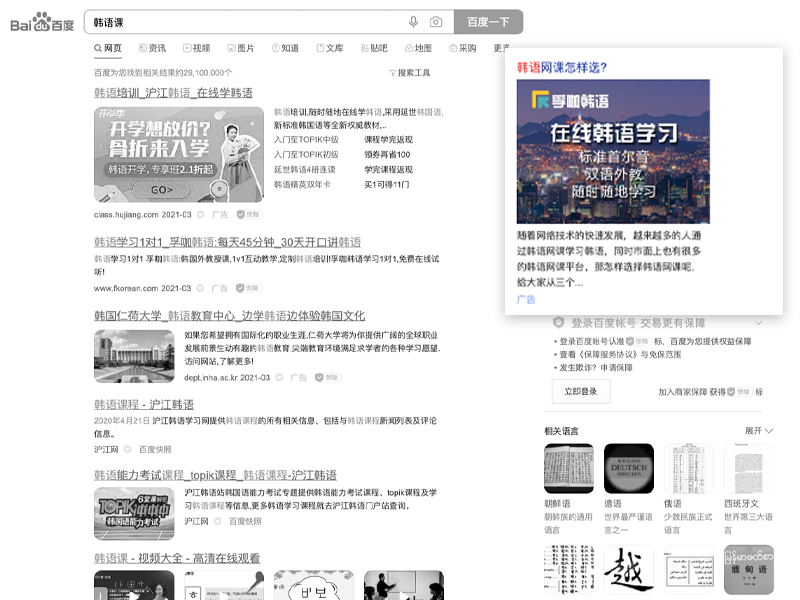 Bai du 百度
韩语课
百度一下
网页 资讯 视频 图片 知道 文库 贴吧 地图 采购 更多
百度为您找到相关结果约29,100,000个
搜索工具
韩语培训_沪江韩语_在线学韩语
开学季
开学想放价?
骨折来入学
韩语开学,专享班2.1折起
GO>
韩语培训,随时随地在线学韩语,采用延世韩国语,
新标准韩国语等全新权威教材,..
入门至TOPIK中级 课程学完返现
入门至TOPIK初级 领券再省100
延世韩语4册连读 学完课程返现
韩语精英双年卡 买1可得11门
class.hujiang.com 2021-03 广告 保障
韩语学习1对1_孚咖韩语:每天45分钟_30天开口讲韩语
韩语学习1对1 孚咖韩语:韩国外教授课,1v1互动教学,定制韩语培训!孚咖韩语学习1对1,免费在线试
听!
www.fkorean.com 2021-03 广告 保障
韩国仁荷大学_韩语教育中心_边学韩语边体验韩国文化
如果您希望拥有国际化的职业生涯,仁荷大学将为你提供广阔的全球职业
发展前景生动有趣的韩语教育.尖端教育环境满足求学者的各种学习愿望.
访问网站,了解更多!
dept.inha.ac.kr 2021-03 广告 保障
韩语课程 - 沪江韩语
2020年4月21日 沪江韩语学习网提供韩语课程的所有相关信息、包括与韩语课程新闻列表及评论
信息。
沪江网 百度快照
韩语能力考试课程_topik课程_韩语课程-沪江韩语
TOPIK 6堂课带
你冲冲冲
韩国语能力考试
沪江韩语站韩国语能力考试专题提供韩语能力考试课程、topik课程及学
习韩语课程等信息,更多韩语学习课程就去沪江韩语门户站查询。
沪江网 百度快照
韩语课 - 视频大全 - 高清在线观看
바보
韩语网课怎样选?
孚咖韩语
在线韩语学习
标准首尔音
双语外教
随时随地学习
随着网络技术的快速发展，越来越多的人通
过韩语网课学习韩语，同时市面上也有很多
的韩语网课平台，那怎样选择韩语网课呢。
给大家从三个...
广告
登录百度帐号 交易更有保障
• 登录百度帐号认准 保障 标，百度为您提供权益保障
• 查看《保障服务协议》与免保范围
• 发生欺诈? 申请保障
立即登录
加入商家保障 获得 保障 标
相关语言
展开
DEUTSCH
朝鲜语 德语 俄语 西班牙文
朝鲜族的通用 世界最严谨语 少数民族正式 世界第三大语
语言 言之一 语言 言
越
缅甸语